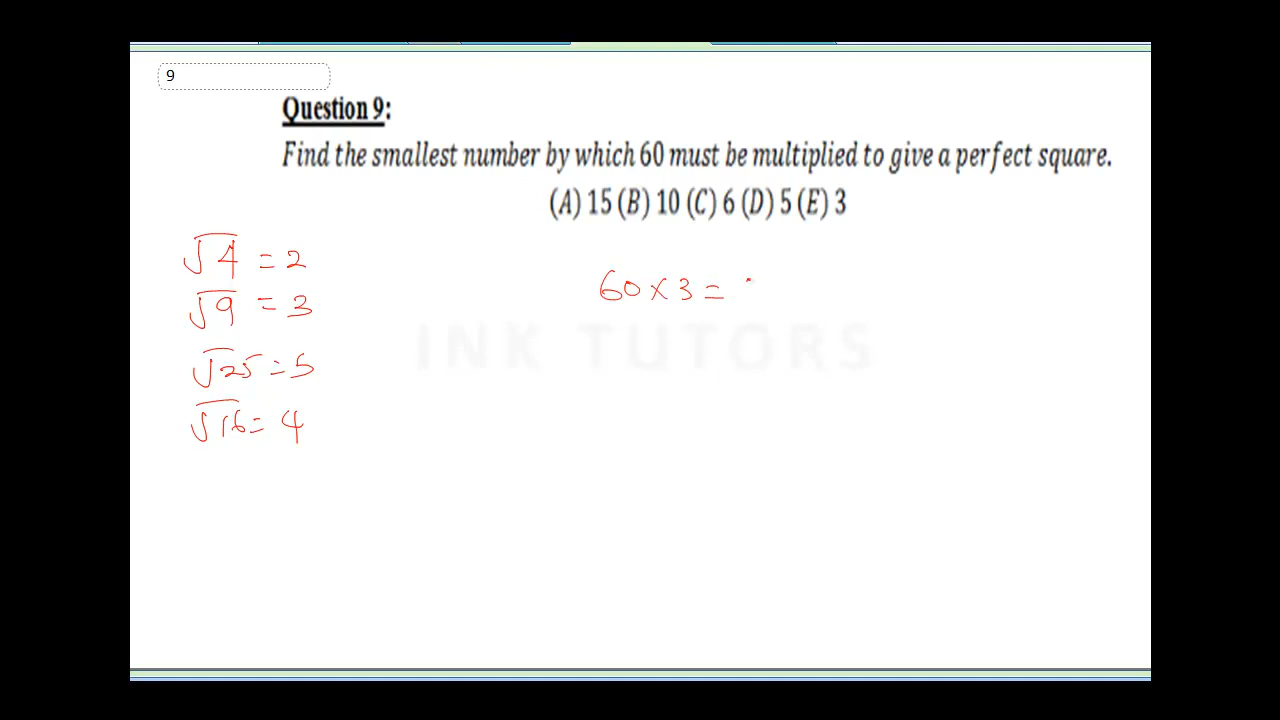 9
Question 9:
Find the smallest number by which 60 must be multiplied to give a perfect square.
(A) 15 (B) 10 (C) 6 (D) 5 (E) 3
√4 = 2
60 × 3 =
√9 = 3
INK TUTORS
√25 = 5
√16 = 4